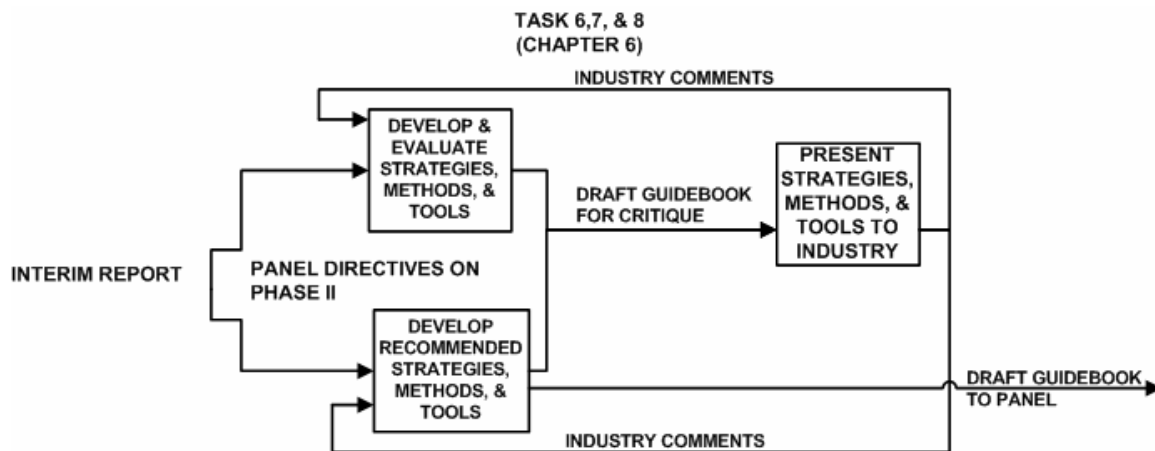 TASK 6,7, & 8
(CHAPTER 6)
INDUSTRY COMMENTS
DEVELOP &
EVALUATE
STRATEGIES,
METHODS, &
TOOLS
PRESENT
STRATEGIES,
METHODS, &
TOOLS TO
INDUSTRY
DRAFT GUIDEBOOK
FOR CRITIQUE
INTERIM REPORT
PANEL DIRECTIVES ON
PHASE II
DEVELOP
RECOMMENDED
STRATEGIES,
METHODS, &
TOOLS
DRAFT GUIDEBOOK
TO PANEL
INDUSTRY COMMENTS